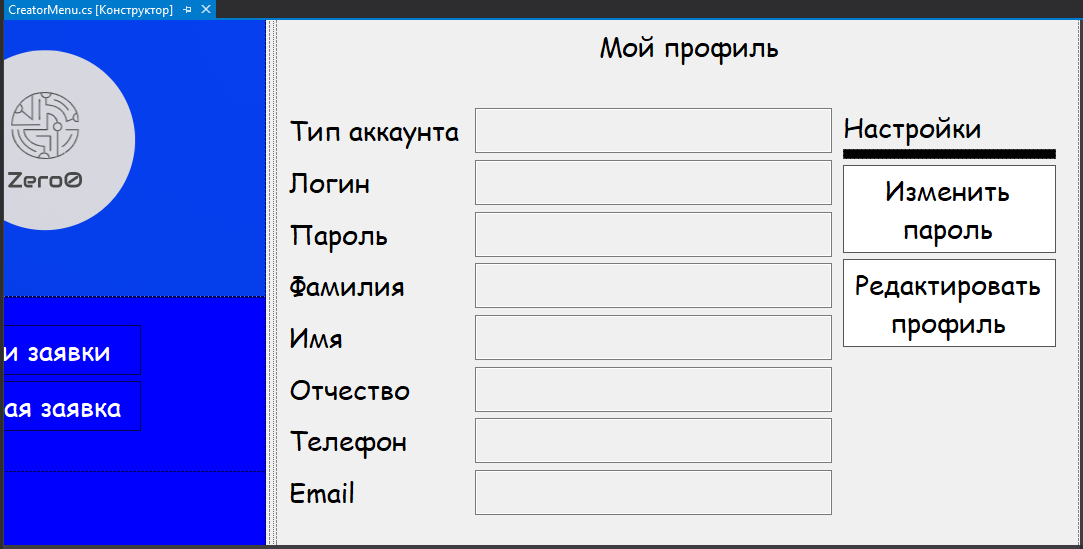 CreatorMenu.cs [Конструктор]
Zero0
и заявки
ая заявка
Мой профиль
Тип аккаунта
Логин
Пароль
Фамилия
Имя
Отчество
Телефон
Email
Настройки
Изменить
пароль
Редактировать
профиль